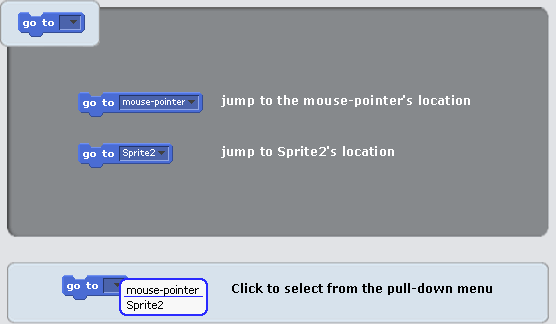 go to
go to mouse-pointer jump to the mouse-pointer's location
go to Sprite2 jump to Sprite2's location
go to
mouse-pointer
Sprite2
Click to select from the pull-down menu